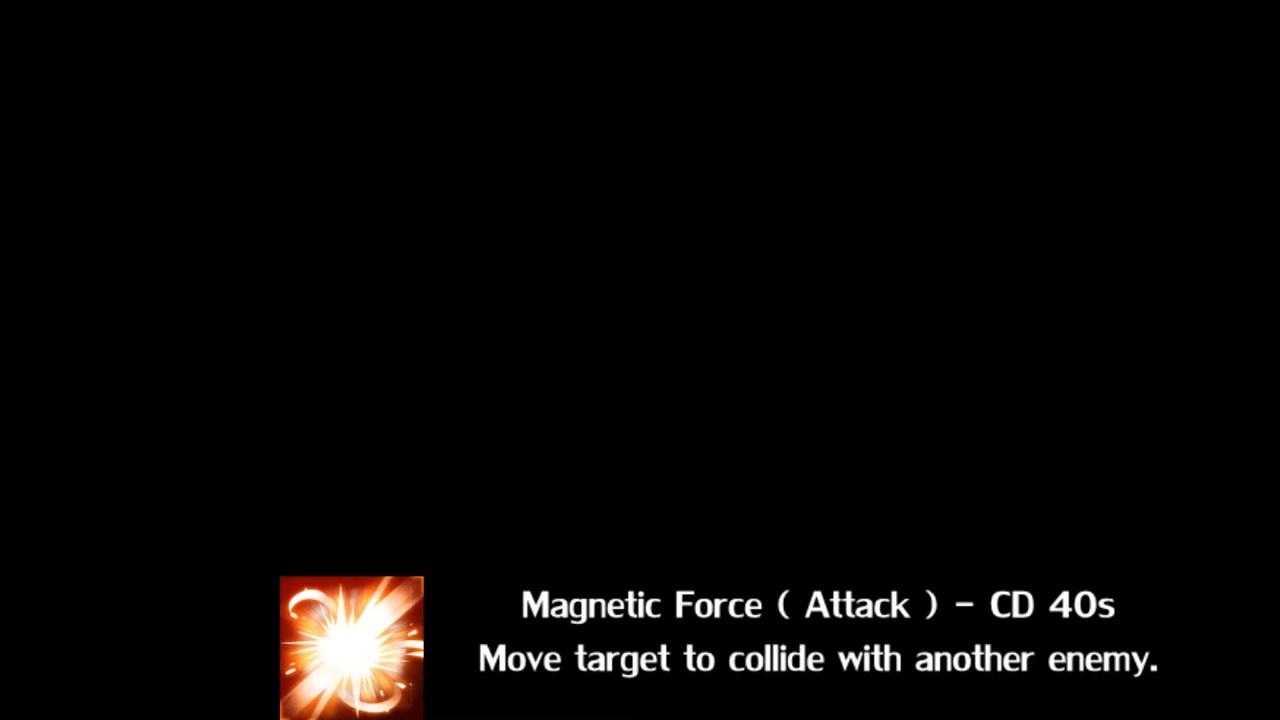 Magnetic Force ( Attack ) - CD 40s
Move target to collide with another enemy.